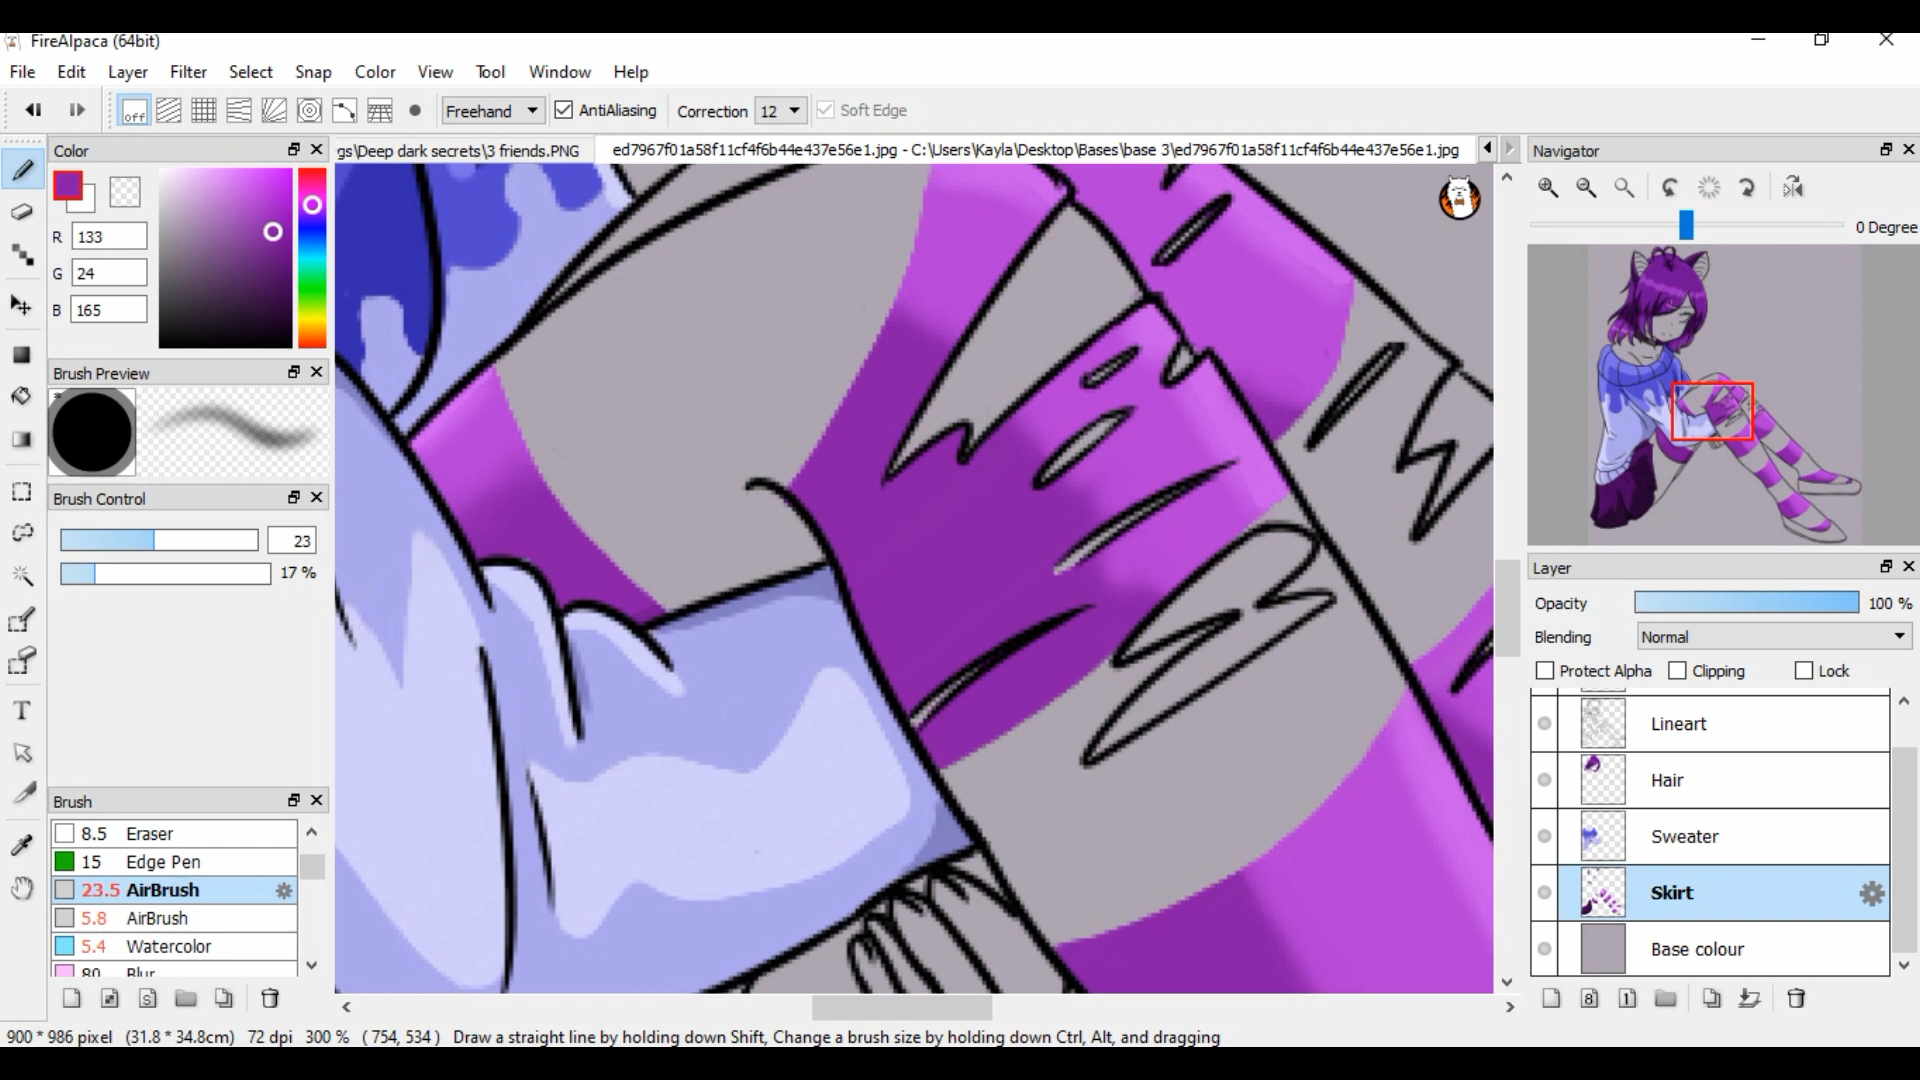 FireAlpaca (64bit)
File Edit Layer Filter Select Snap Color View Tool Window Help
off Freehand AntiAliasing Correction 12 Soft Edge
Color
gs\Deep dark secrets\3 friends.PNG
ed7967f01a58f11cf4f6b44e437e56e1.jpg - C:\Users\Kayla\Desktop\Bases\base 3\ed7967f01a58f11cf4f6b44e437e56e1.jpg
Navigator
R 133
G 24
B 165
0 Degree
Brush Preview
Brush Control
23
17 %
Layer
Opacity 100 %
Blending Normal
Protect Alpha Clipping Lock
Lineart
Hair
Sweater
Skirt
Base colour
Brush
8.5 Eraser
15 Edge Pen
23.5 AirBrush
5.8 AirBrush
5.4 Watercolor
80 Blur
S
8 1
T
900 * 986 pixel (31.8 * 34.8cm) 72 dpi 300 % ( 754, 534 ) Draw a straight line by holding down Shift, Change a brush size by holding down Ctrl, Alt, and dragging